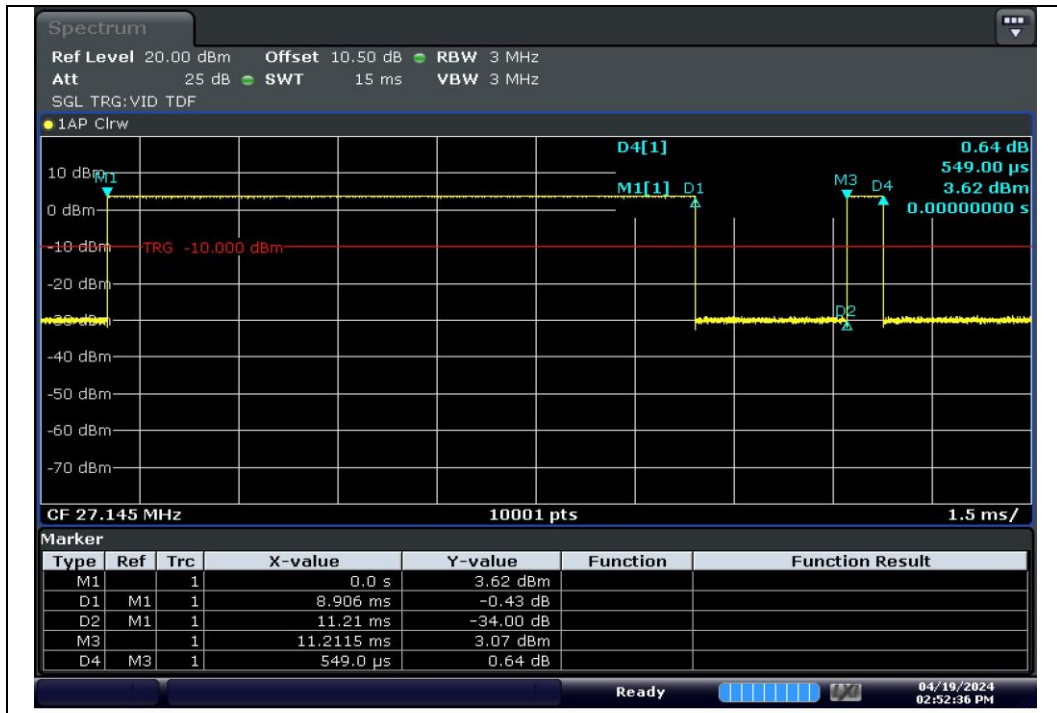 Spectrum
Ref Level 20.00 dBm Offset 10.50 dB RBW 3 MHz
Att 25 dB SWT 15 ms VBW 3 MHz
SGL TRG:VID TDF
1AP Clrw
D4[1] 0.64 dB
549.00 µs
10 dBm M1 M1[1] D1 M3 D4 3.62 dBm
0 dBm 0.00000000 s
-10 dBm TRG -10.000 dBm
-20 dBm
-30 dBm D2
-40 dBm
-50 dBm
-60 dBm
-70 dBm
CF 27.145 MHz 10001 pts 1.5 ms/
Marker
Type Ref Trc X-value Y-value Function Function Result
M1 1 0.0 s 3.62 dBm
D1 M1 1 8.906 ms -0.43 dB
D2 M1 1 11.21 ms -34.00 dB
M3 1 11.2115 ms 3.07 dBm
D4 M3 1 549.0 µs 0.64 dB
Ready LXI 04/19/2024
02:52:36 PM